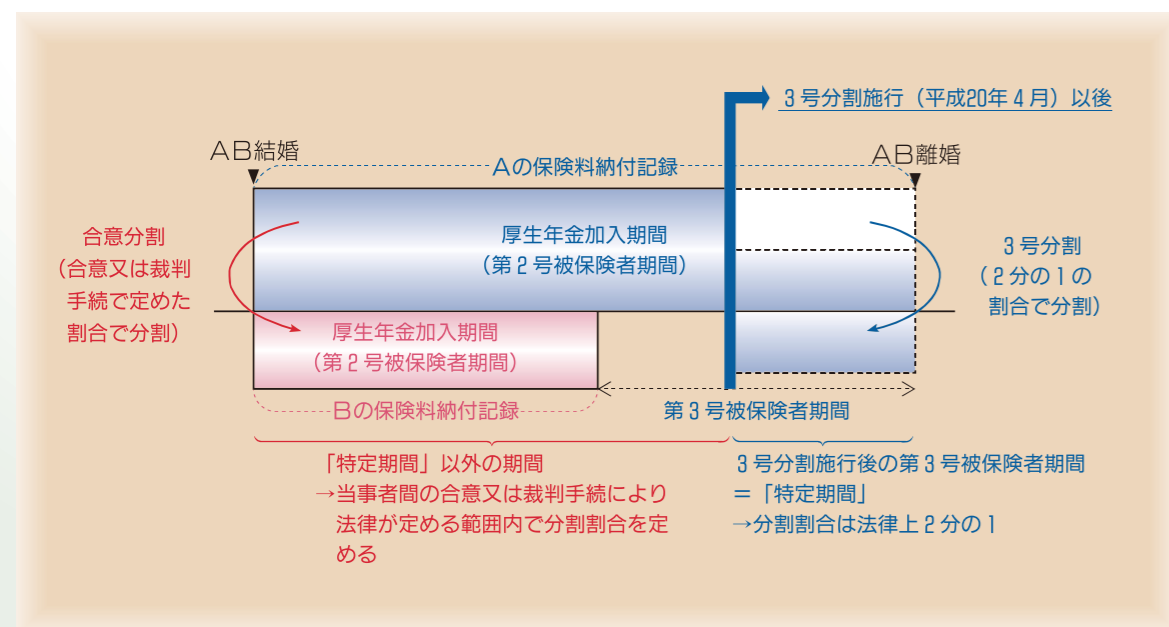 3号分割施行(平成20年4月)以後
AB結婚
Aの保険料納付記録
AB離婚
合意分割
(合意又は裁判
手続で定めた
割合で分割)
厚生年金加入期間
(第2号被保険者期間)
3号分割
(2分の1の
割合で分割)
厚生年金加入期間
(第2号被保険者期間)
Bの保険料納付記録
第3号被保険者期間
「特定期間」以外の期間
→当事者間の合意又は裁判手続により
法律が定める範囲内で分割割合を定
める
3号分割施行後の第3号被保険者期間
=「特定期間」
→分割割合は法律上2分の1